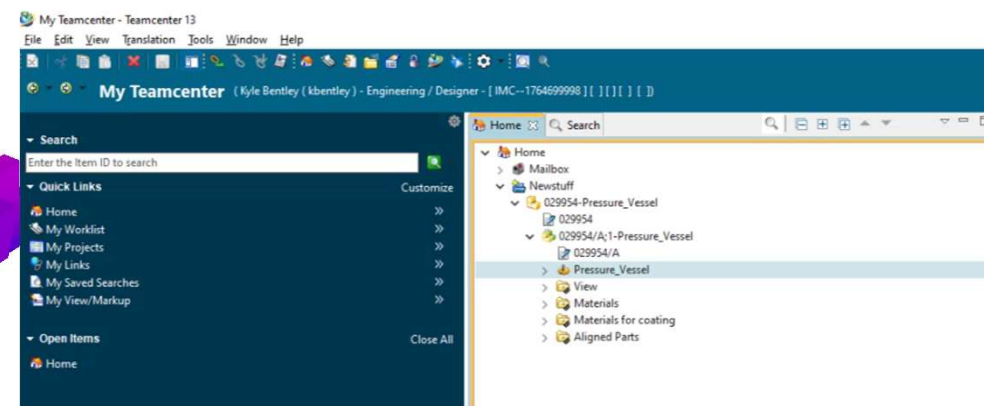 My Teamcenter - Teamcenter 13
File Edit View Translation Tools Window Help
My Teamcenter ( Kyle Bentley ( kbentley ) - Engineering / Designer - [ IMC--1764699998 ] [ ] [ ] [ ] [ ])
Search
Enter the Item ID to search
Quick Links Customize
Home
My Worklist
My Projects
My Links
My Saved Searches
My View/Markup
Open Items Close All
Home
Home Search
Home
Mailbox
Newstuff
029954-Pressure_Vessel
029954
029954/A;1-Pressure_Vessel
029954/A
Pressure_Vessel
View
Materials
Materials for coating
Aligned Parts